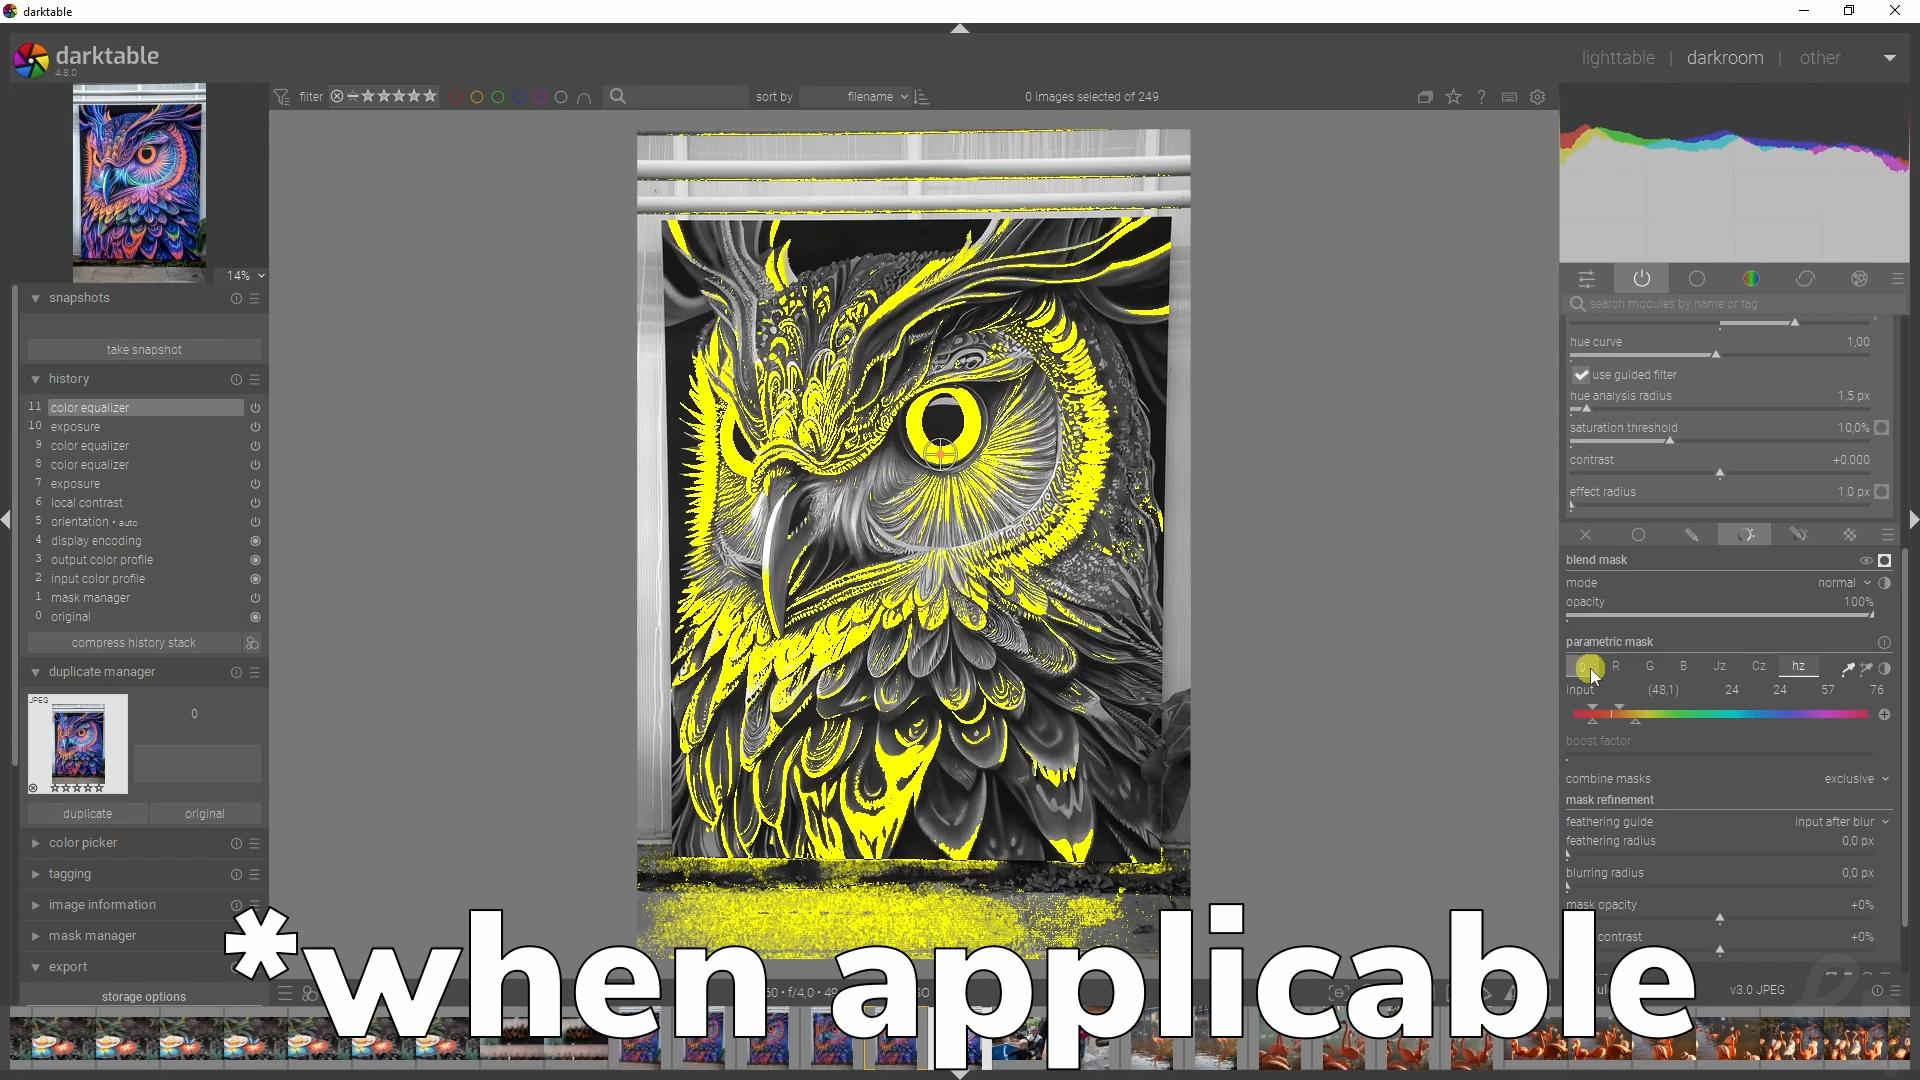 darktable
darktable
4.8.0
lighttable | darkroom | other
filter
sort by filename
0 images selected of 249
14%
snapshots
take snapshot
history
11 color equalizer
10 exposure
9 color equalizer
8 color equalizer
7 exposure
6 local contrast
5 orientation • auto
4 display encoding
3 output color profile
2 input color profile
1 mask manager
0 original
compress history stack
duplicate manager
JPEG
0
duplicate original
color picker
tagging
image information
mask manager
export
storage options
search modules by name or tag
hue curve 1,00
use guided filter
hue analysis radius 1,5 px
saturation threshold 10,0%
contrast +0,000
effect radius 1,0 px
blend mask
mode normal
opacity 100%
parametric mask
g R G B Jz Cz hz
input (48,1) 24 24 57 76
boost factor
combine masks exclusive
mask refinement
feathering guide input after blur
feathering radius 0,0 px
blurring radius 0,0 px
mask opacity +0%
contrast +0%
v3.0 JPEG
f/4,0
*when applicable